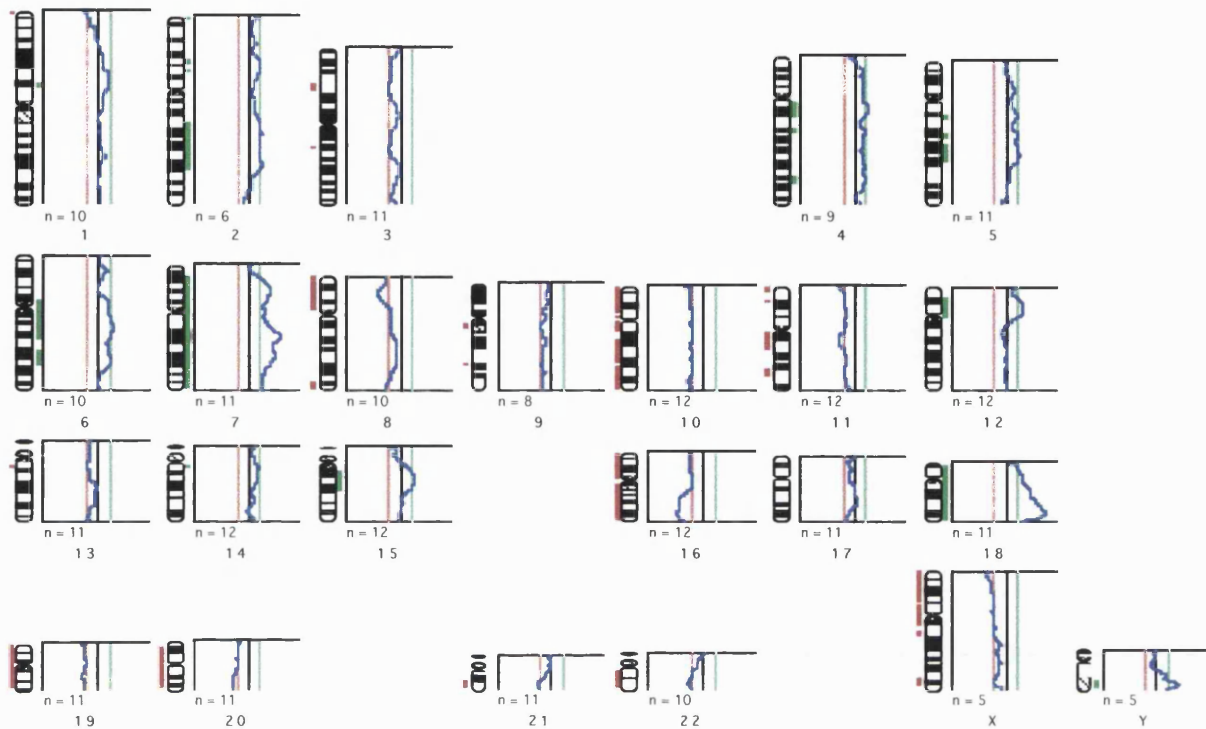 n = 10
1
n = 6
2
n = 11
3
n = 9
4
n = 11
5
n = 10
6
n = 11
7
n = 10
8
n = 8
9
n = 12
10
n = 12
11
n = 12
12
n = 11
13
n = 12
14
n = 12
15
n = 12
16
n = 11
17
n = 11
18
n = 11
19
n = 11
20
n = 11
21
n = 10
22
n = 5
X
n = 5
Y